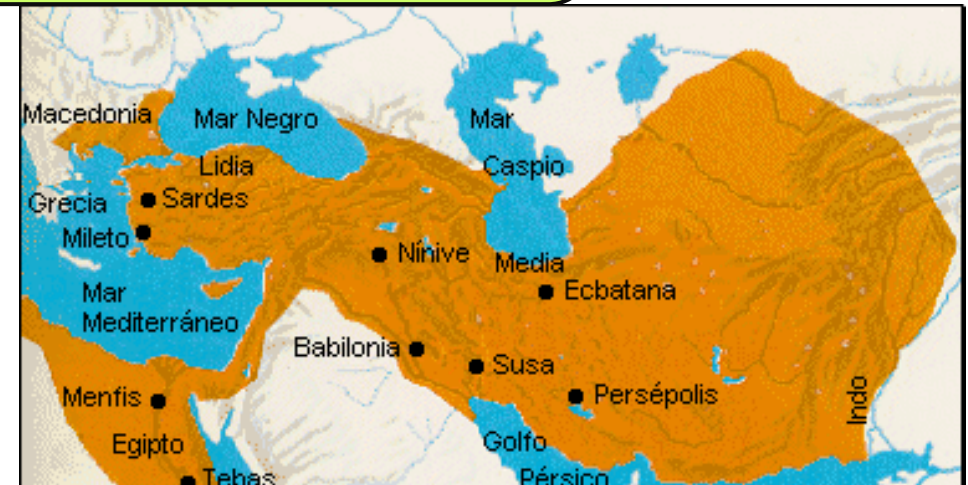 Macedonia
Mar Negro
Mar
Caspio
Lidia
Sardes
Grecia
Mileto
Nínive
Media
Ecbatana
Mar
Mediterráneo
Babilonia
Susa
Menfis
Persépolis
Indo
Egipto
Golfo
Pérsico
Tebas